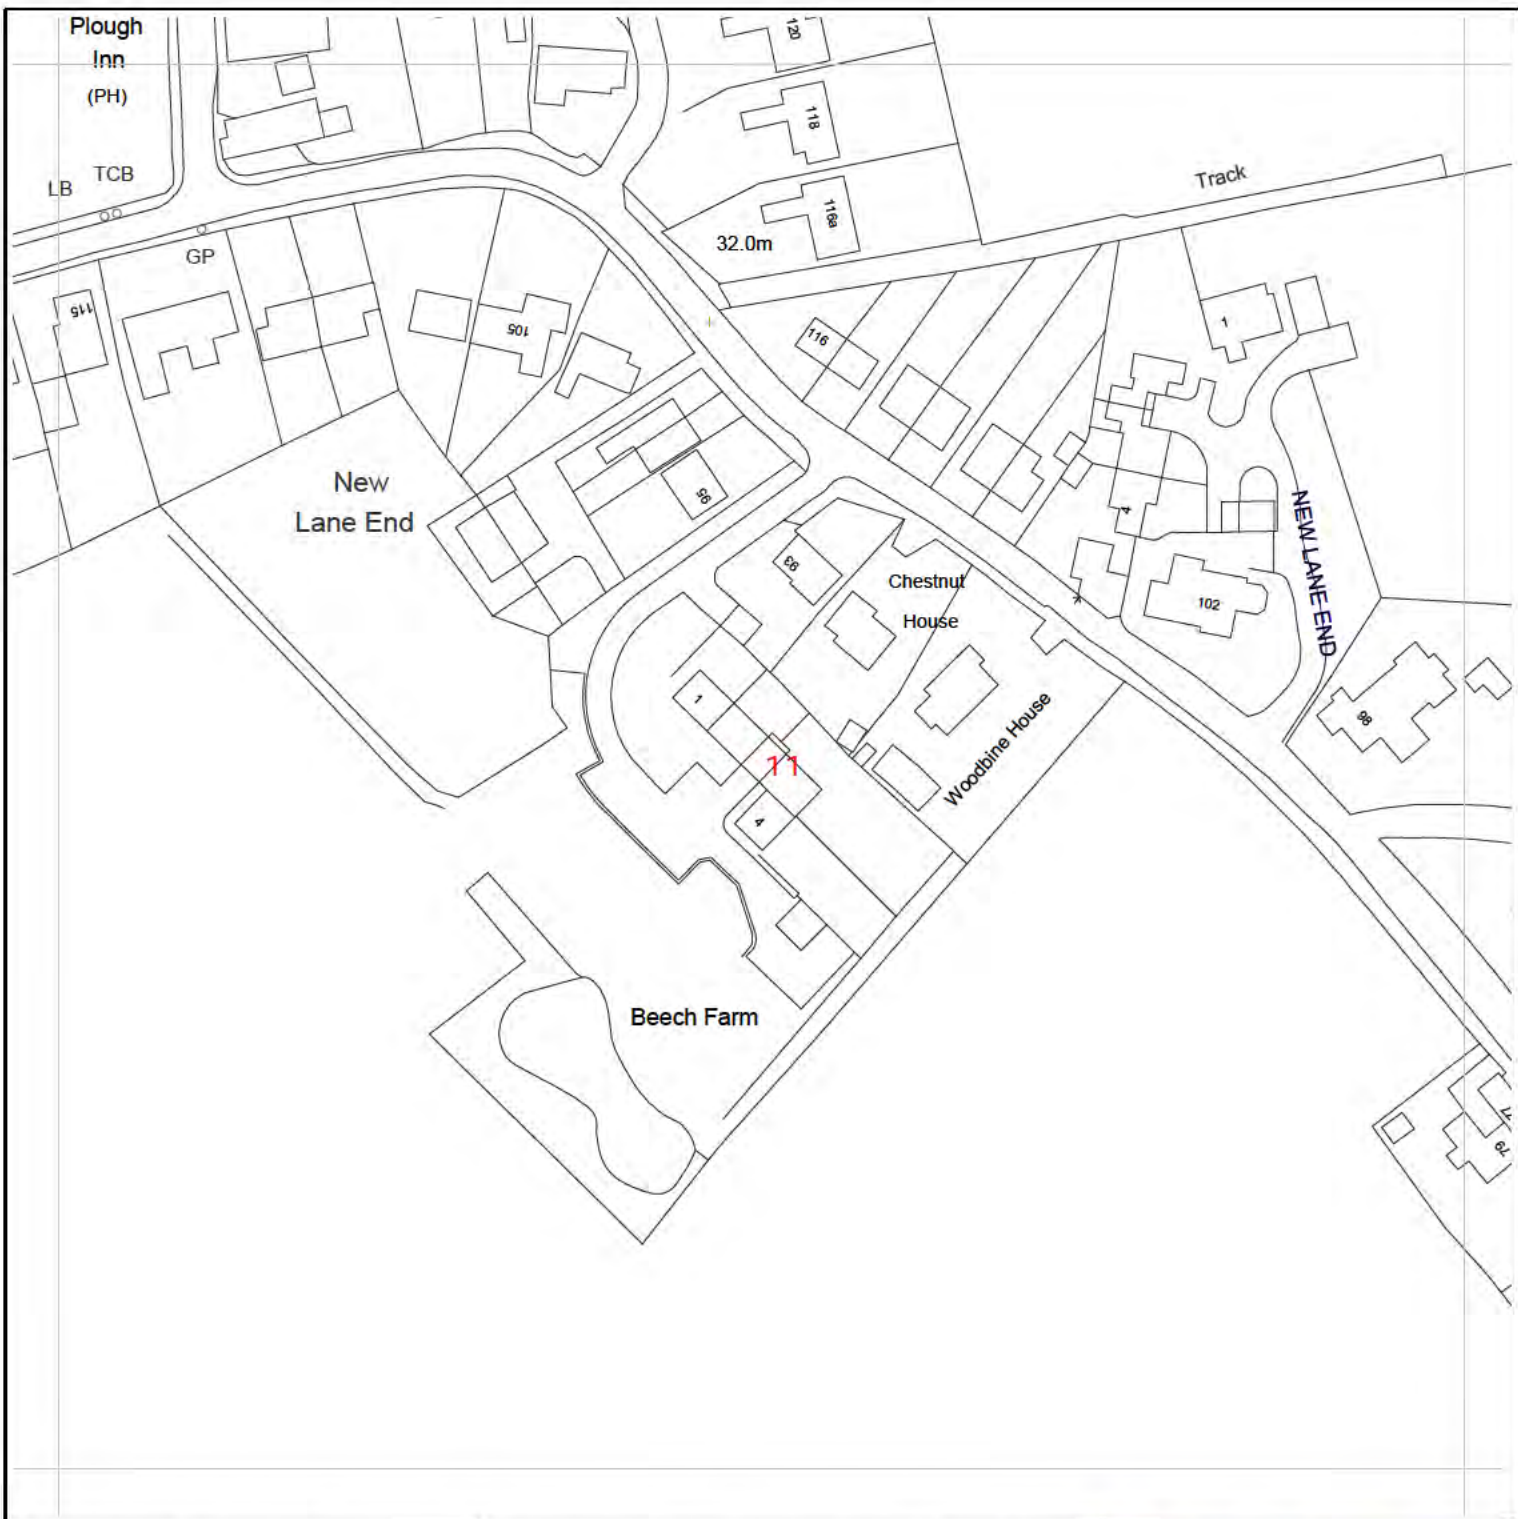 Plough
Inn
(PH)
120
118
LB TCB
Track
116a
32.0m
GP
115
105
1
116
New
Lane End
95
4
NEW LANE END
93
Chestnut
House
102
1
Woodbine House
98
11
4
Beech Farm
77
79